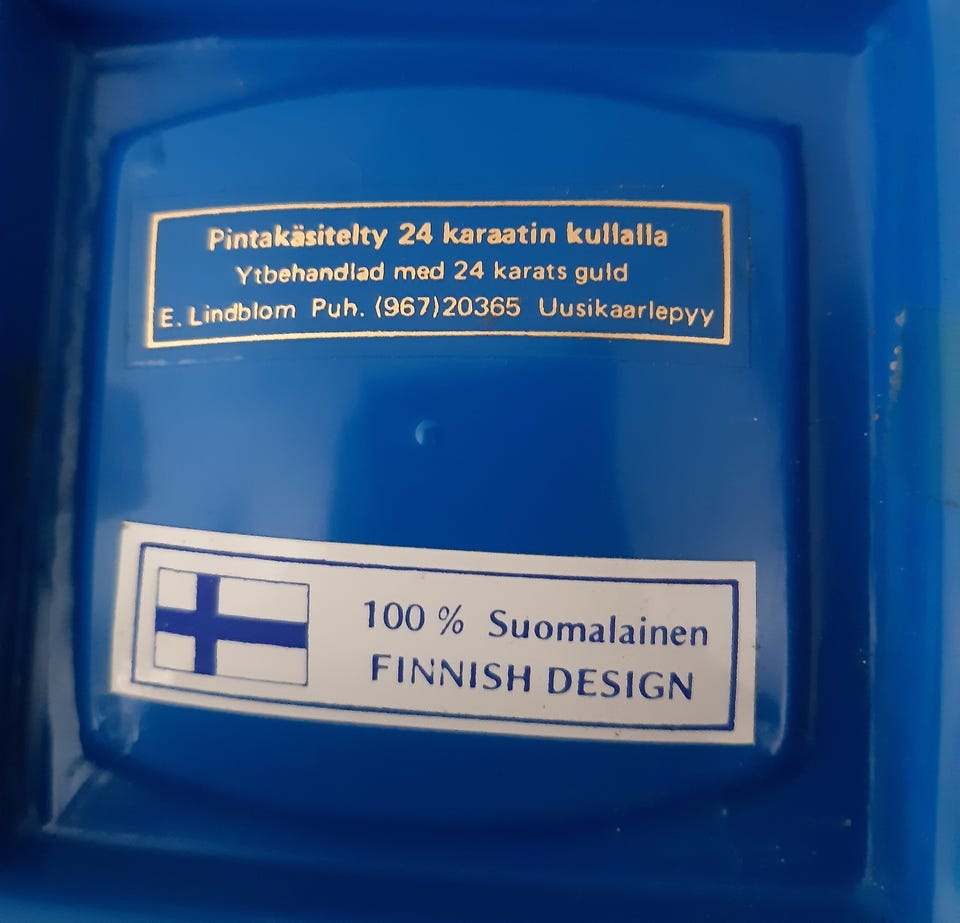 Pintakäsitelty 24 karaatin kullalla
Ytbehandlad med 24 karats guld
E. Lindblom Puh. (967)20365 Uusikaarlepyy
100 % Suomalainen
FINNISH DESIGN